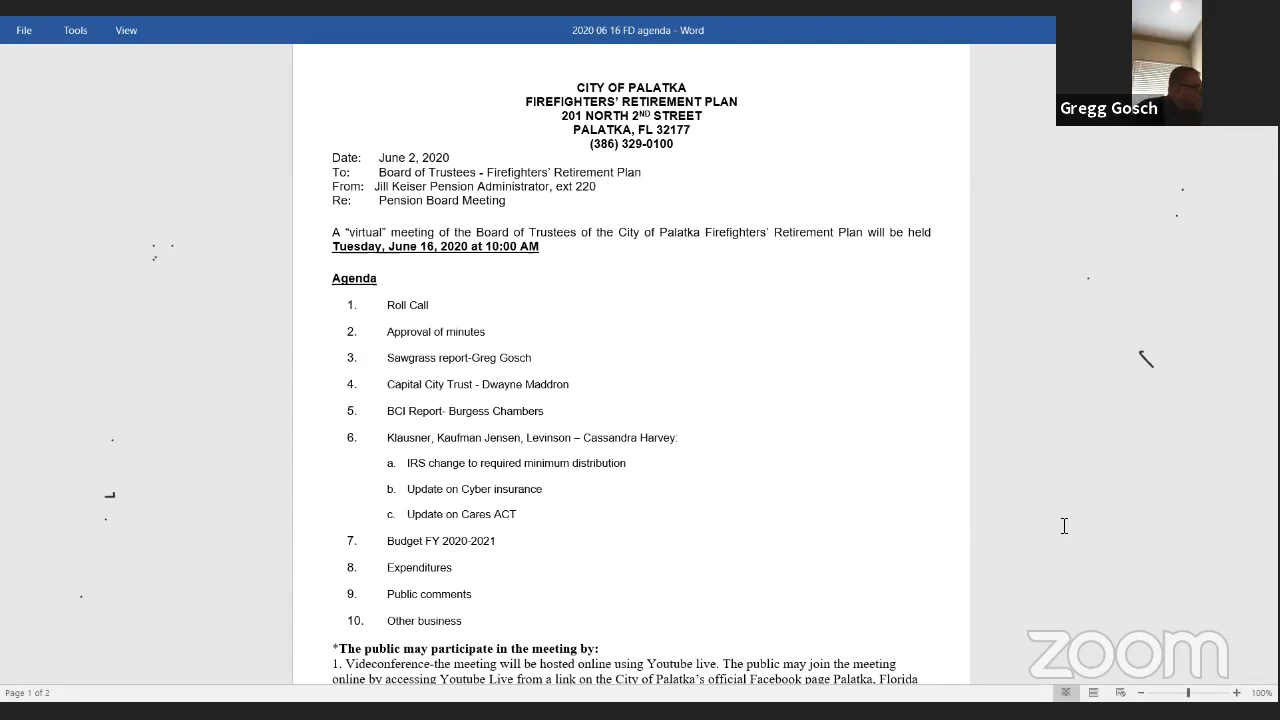 File Tools View 2020 06 16 FD agenda - Word
Gregg Gosch
CITY OF PALATKA
FIREFIGHTERS' RETIREMENT PLAN
201 NORTH 2ND STREET
PALATKA, FL 32177
(386) 329-0100
Date: June 2, 2020
To: Board of Trustees - Firefighters' Retirement Plan
From: Jill Keiser Pension Administrator, ext 220
Re: Pension Board Meeting
A "virtual" meeting of the Board of Trustees of the City of Palatka Firefighters' Retirement Plan will be held
Tuesday, June 16, 2020 at 10:00 AM
Agenda
1. Roll Call
2. Approval of minutes
3. Sawgrass report-Greg Gosch
4. Capital City Trust - Dwayne Maddron
5. BCI Report- Burgess Chambers
6. Klausner, Kaufman Jensen, Levinson – Cassandra Harvey:
a. IRS change to required minimum distribution
b. Update on Cyber insurance
c. Update on Cares ACT
7. Budget FY 2020-2021
8. Expenditures
9. Public comments
10. Other business
*The public may participate in the meeting by:
1. Videconference-the meeting will be hosted online using Youtube live. The public may join the meeting
online by accessing Youtube Live from a link on the City of Palatka's official Facebook page Palatka, Florida
zoom
Page 1 of 2 100%